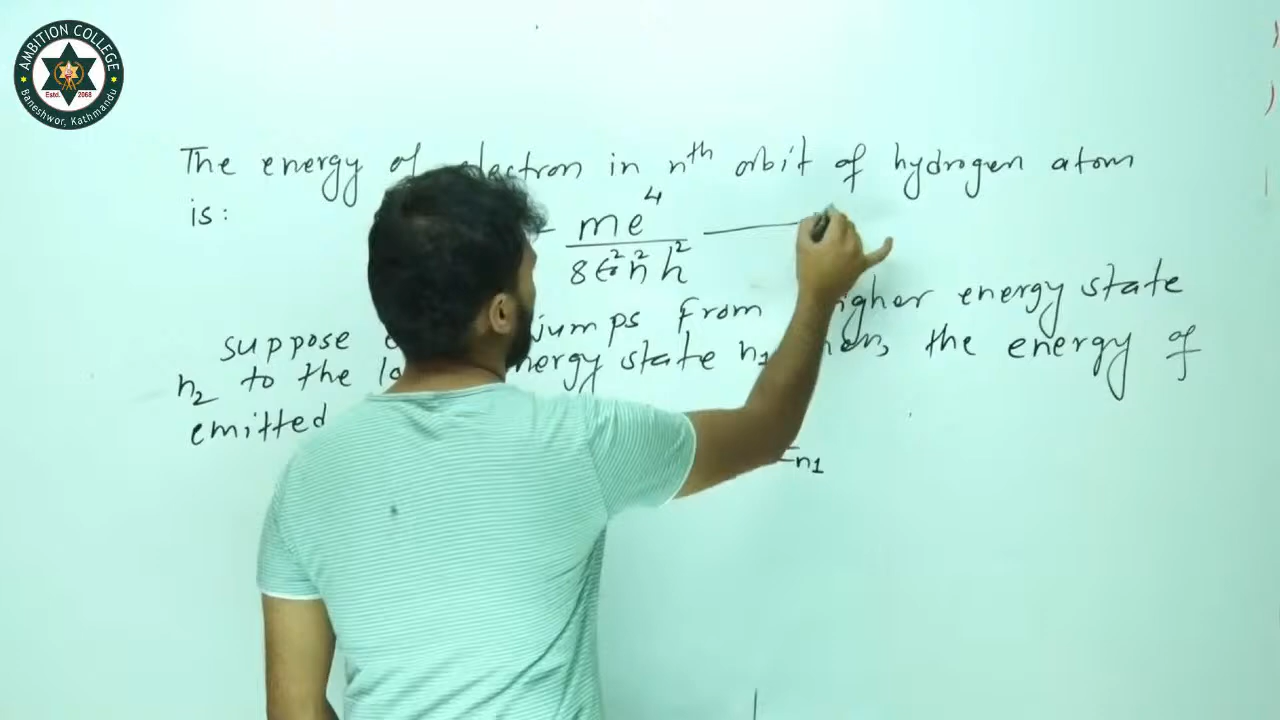 AMBITION COLLEGE
Estd. 2068
Baneshwor, Kathmandu
The energy of electron in nᵗʰ orbit of hydrogen atom
is: - me⁴ / 8ε₀²n²h²
suppose jumps from higher energy state
n₂ to the energy state n₁ then, the energy of
emitted
Eₙ₁